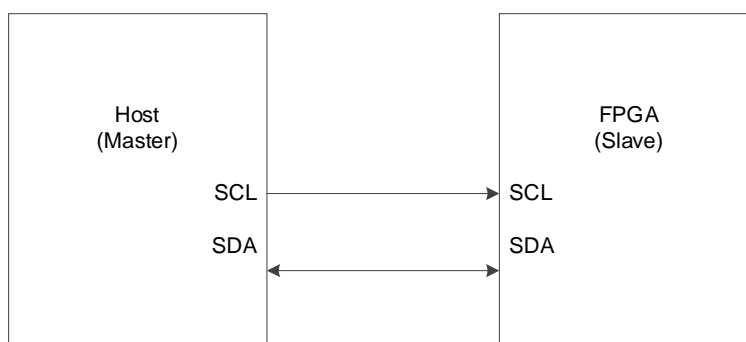 Host
(Master)
FPGA
(Slave)
SCL
SCL
SDA
SDA